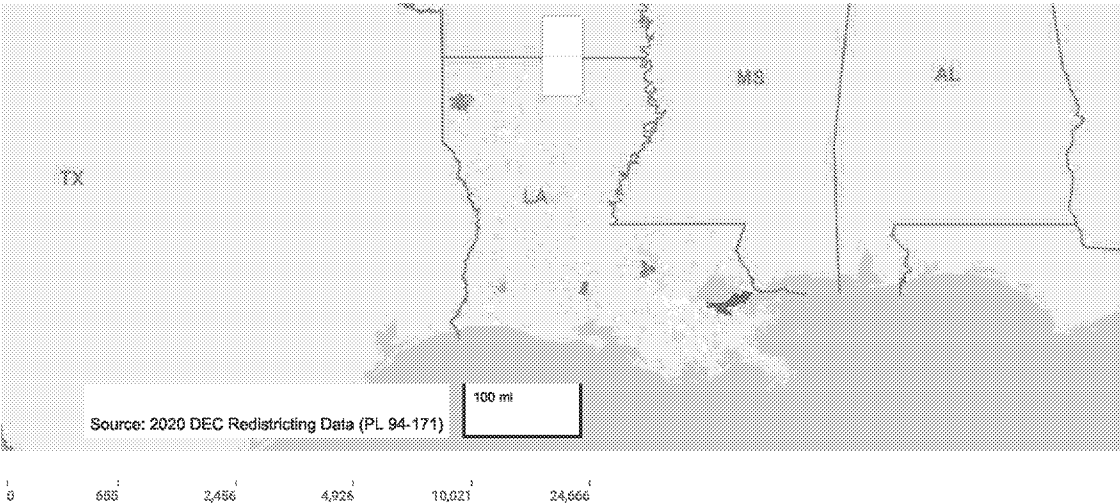 MS
AL
TX
LA
100 mi
Source: 2020 DEC Redistricting Data (PL 94-171)
0 655 2,456 4,925 10,021 24,666